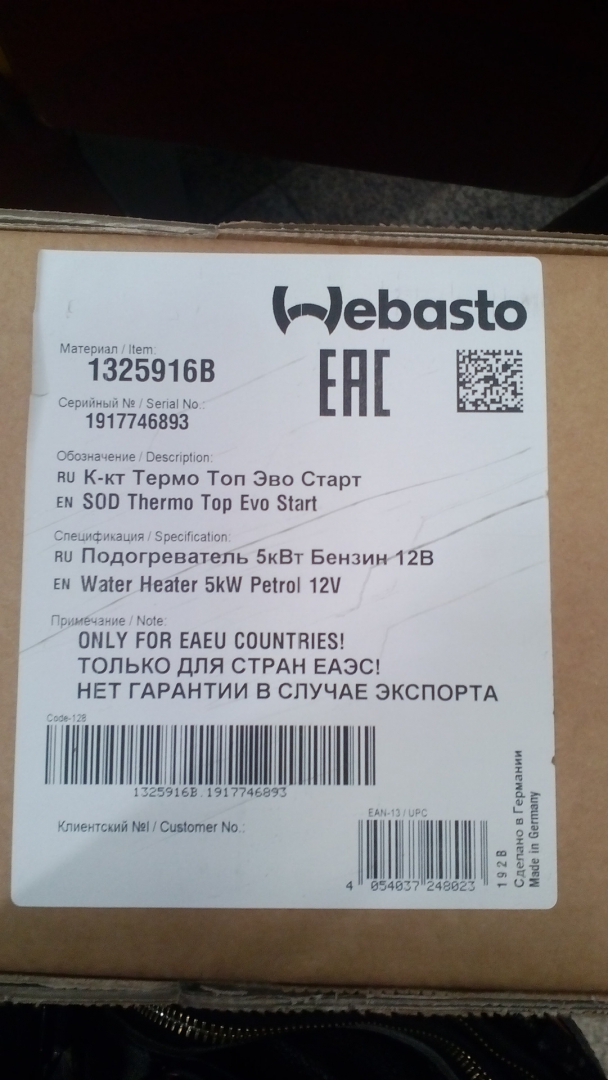 Webasto
Материал / Item:
1325916B
EAC
Серийный № / Serial No.:
1917746893
Обозначение / Description:
RU К-кт Термо Топ Эво Старт
EN SOD Thermo Top Evo Start
Спецификация / Specification:
RU Подогреватель 5кВт Бензин 12В
EN Water Heater 5kW Petrol 12V
Примечание / Note:
ONLY FOR EAEU COUNTRIES!
ТОЛЬКО ДЛЯ СТРАН ЕАЭС!
НЕТ ГАРАНТИИ В СЛУЧАЕ ЭКСПОРТА
Code-128
1325916B.1917746893
Клиентский №I / Customer No.:
EAN-13 / UPC
4 054037 248023
192B
Сделано в Германии
Made in Germany